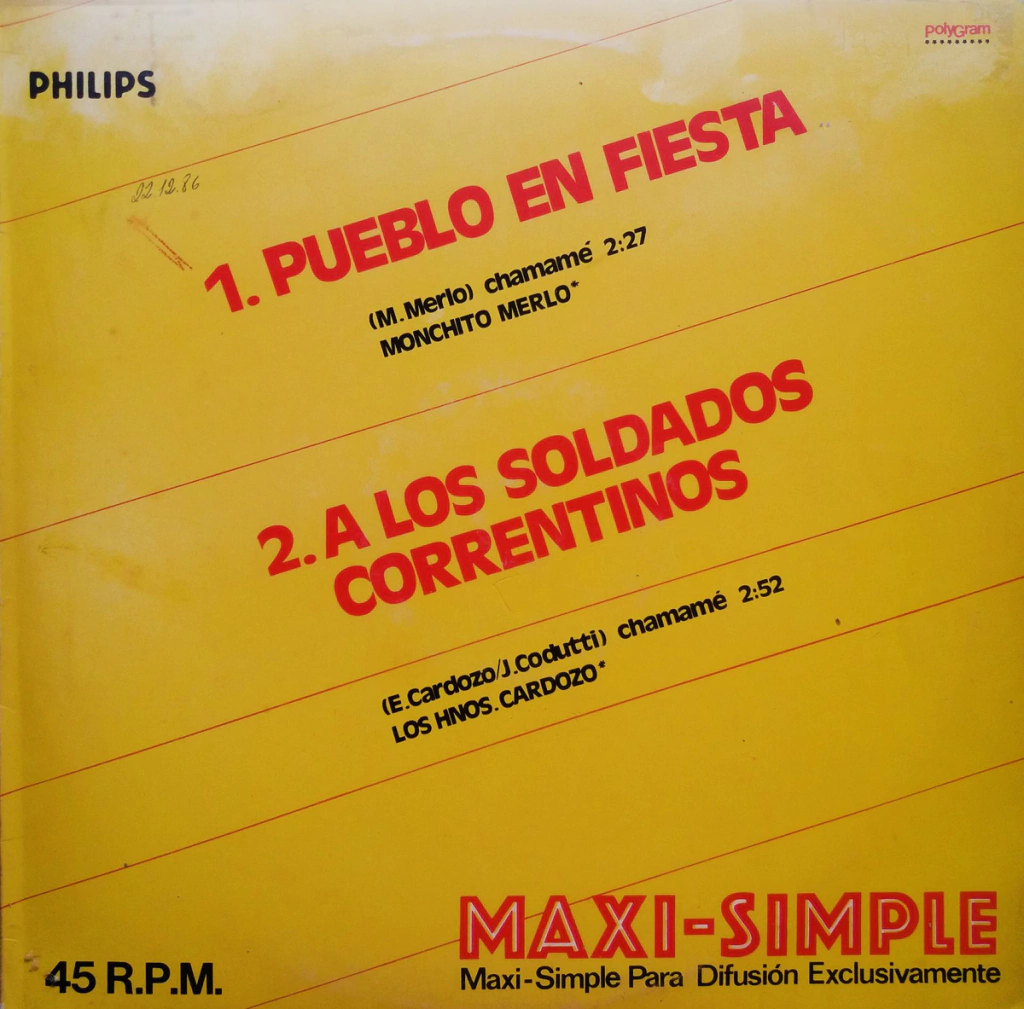 polyGram
PHILIPS
22.12.86
1. PUEBLO EN FIESTA
(M.Merlo) chamamé 2:27
MONCHITO MERLO*
2. A LOS SOLDADOS
CORRENTINOS
(E.Cardozo/J.Codutti) chamamé 2:52
LOS HNOS. CARDOZO*
MAXI-SIMPLE
45 R.P.M.
Maxi-Simple Para Difusión Exclusivamente